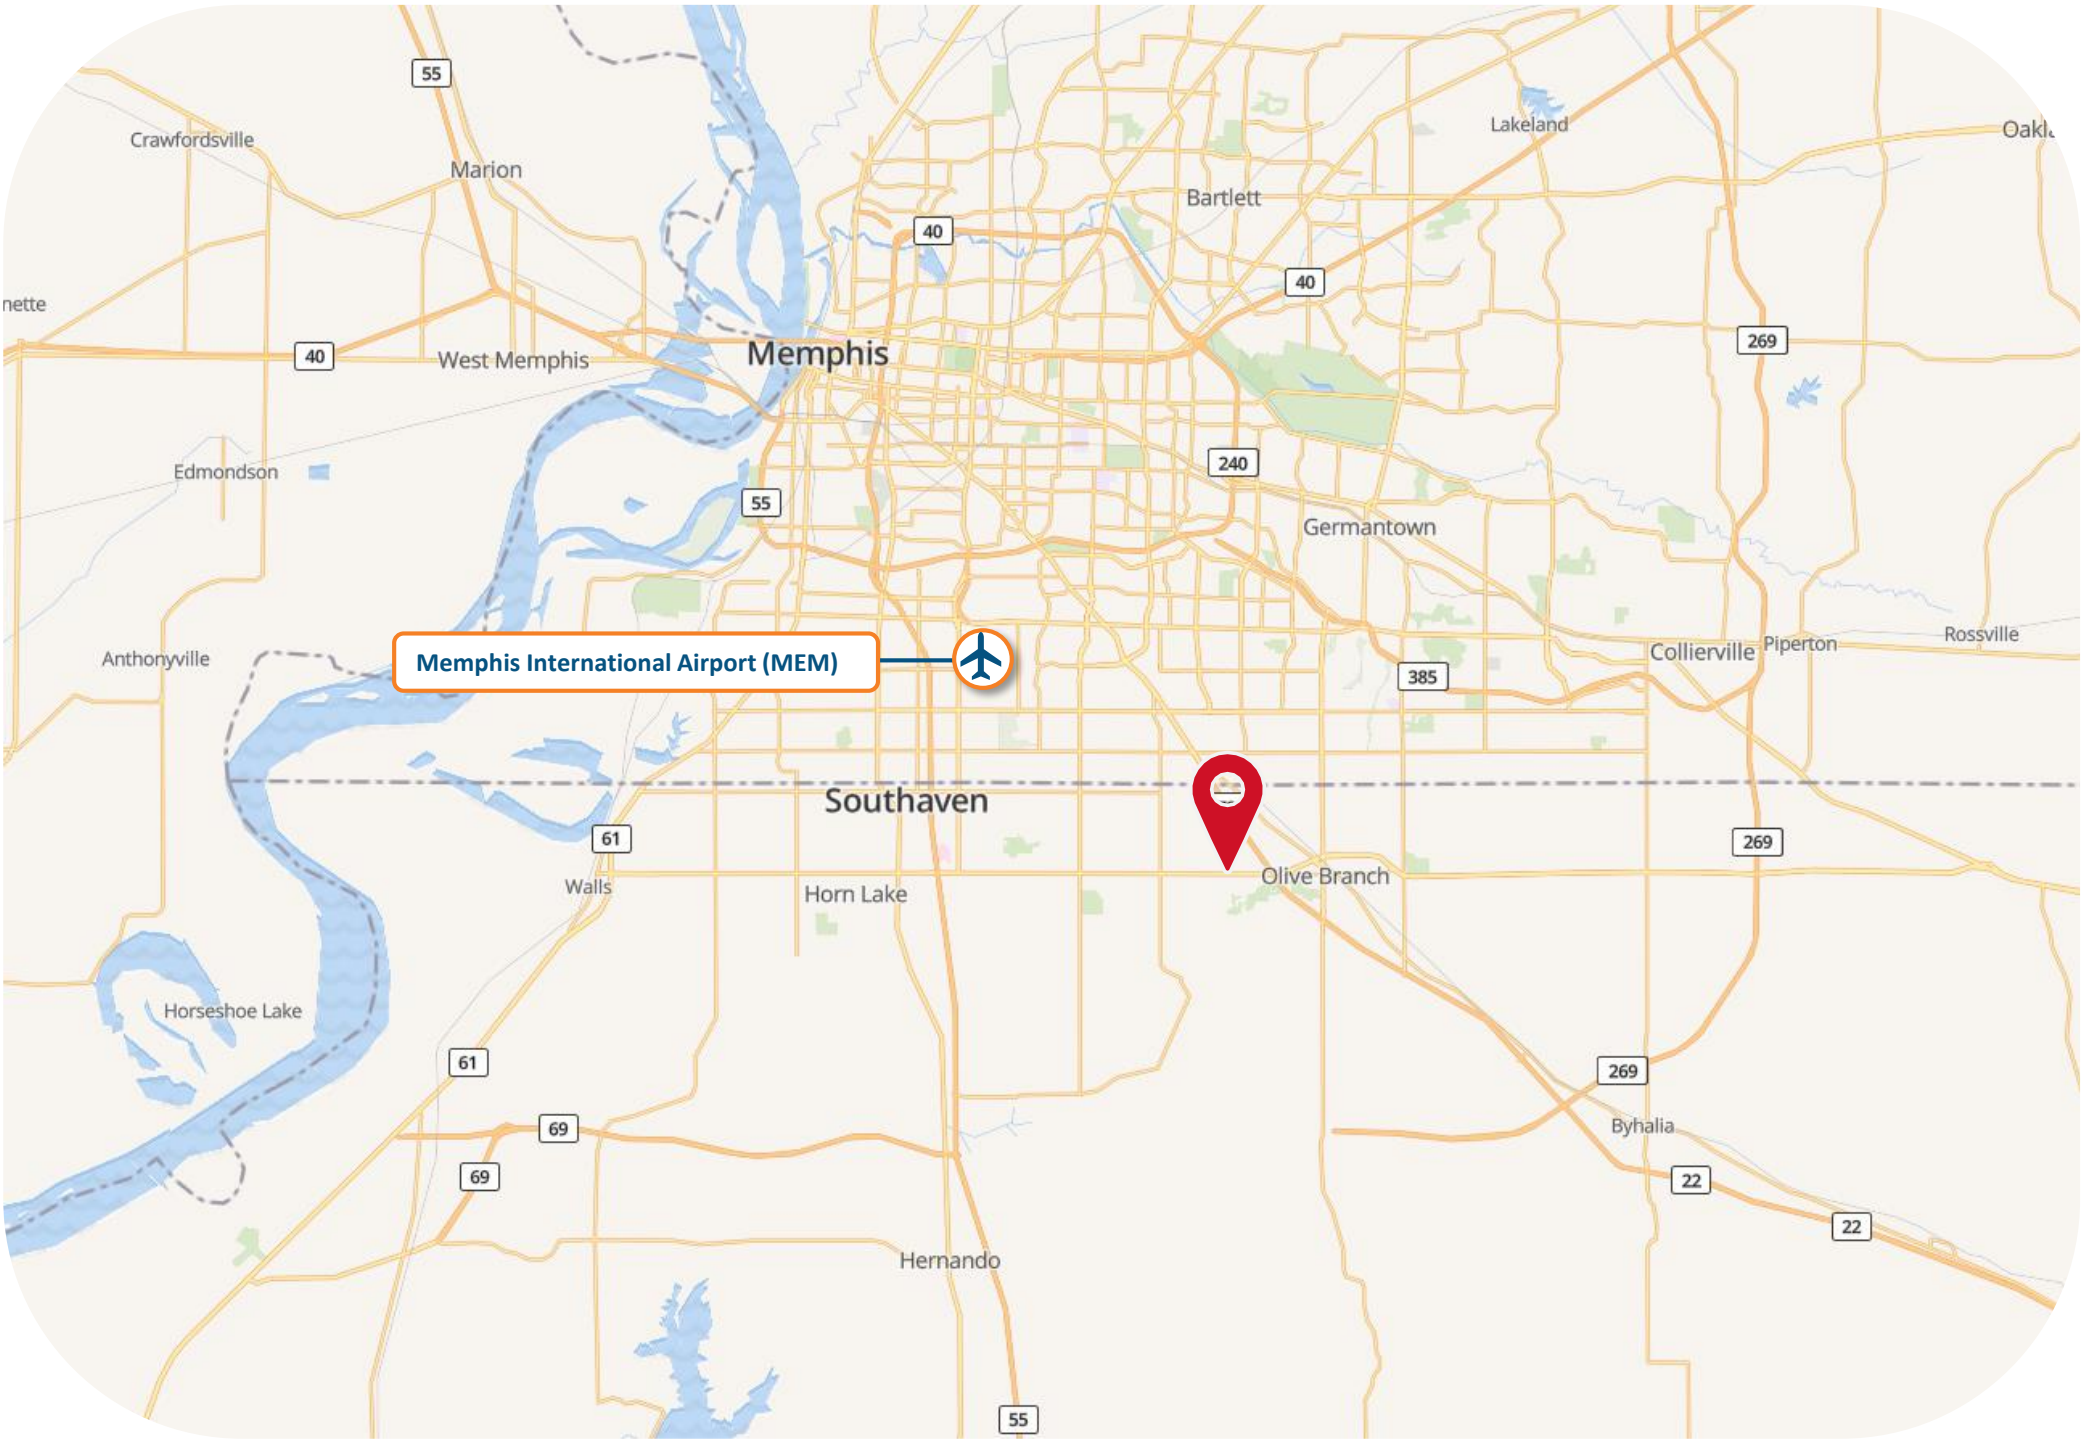 55
Crawfordsville
Marion
Lakeland
Bartlett
40
40
nette
269
40
West Memphis
Memphis
Edmondson
240
55
Germantown
Anthonyville
Memphis International Airport (MEM)
Rossville
Collierville
Piperton
385
Southaven
61
269
Walls
Horn Lake
Olive Branch
Horseshoe Lake
61
269
69
Byhalia
69
22
22
Hernando
55